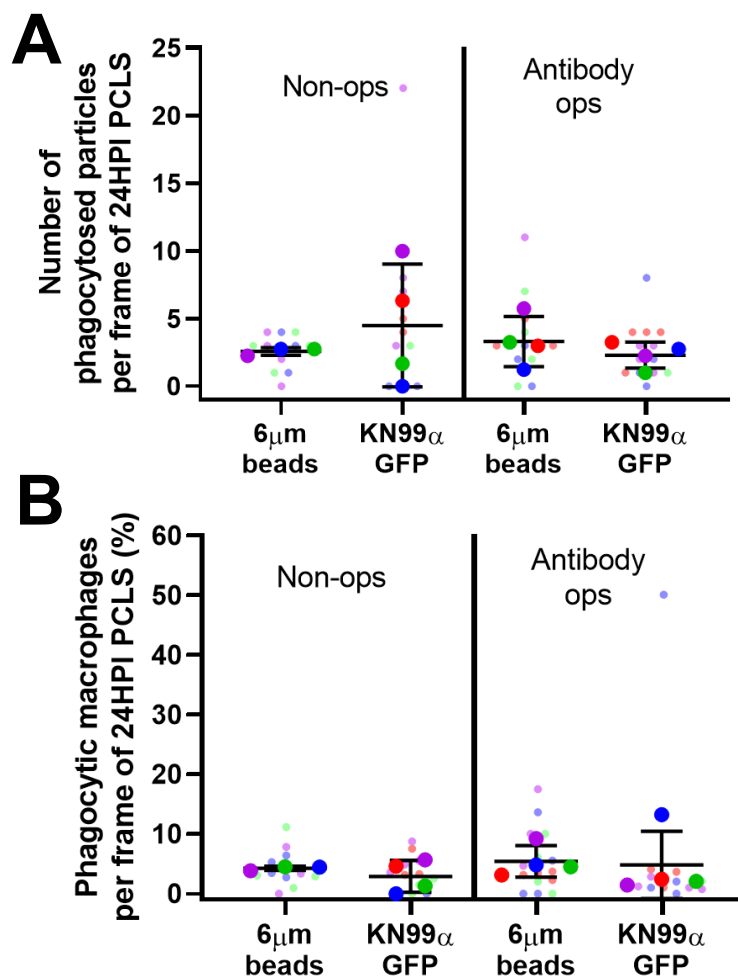 A
Number of
phagocytosed particles
per frame of 24HPI PCLS
25
20
15
10
5
0
Non-ops
Antibody
ops
6μm
beads
KN99α
GFP
6μm
beads
KN99α
GFP
B
Phagocytic macrophages
per frame of 24HPI PCLS (%)
60
50
40
30
20
10
0
Non-ops
Antibody
ops
6μm
beads
KN99α
GFP
6μm
beads
KN99α
GFP